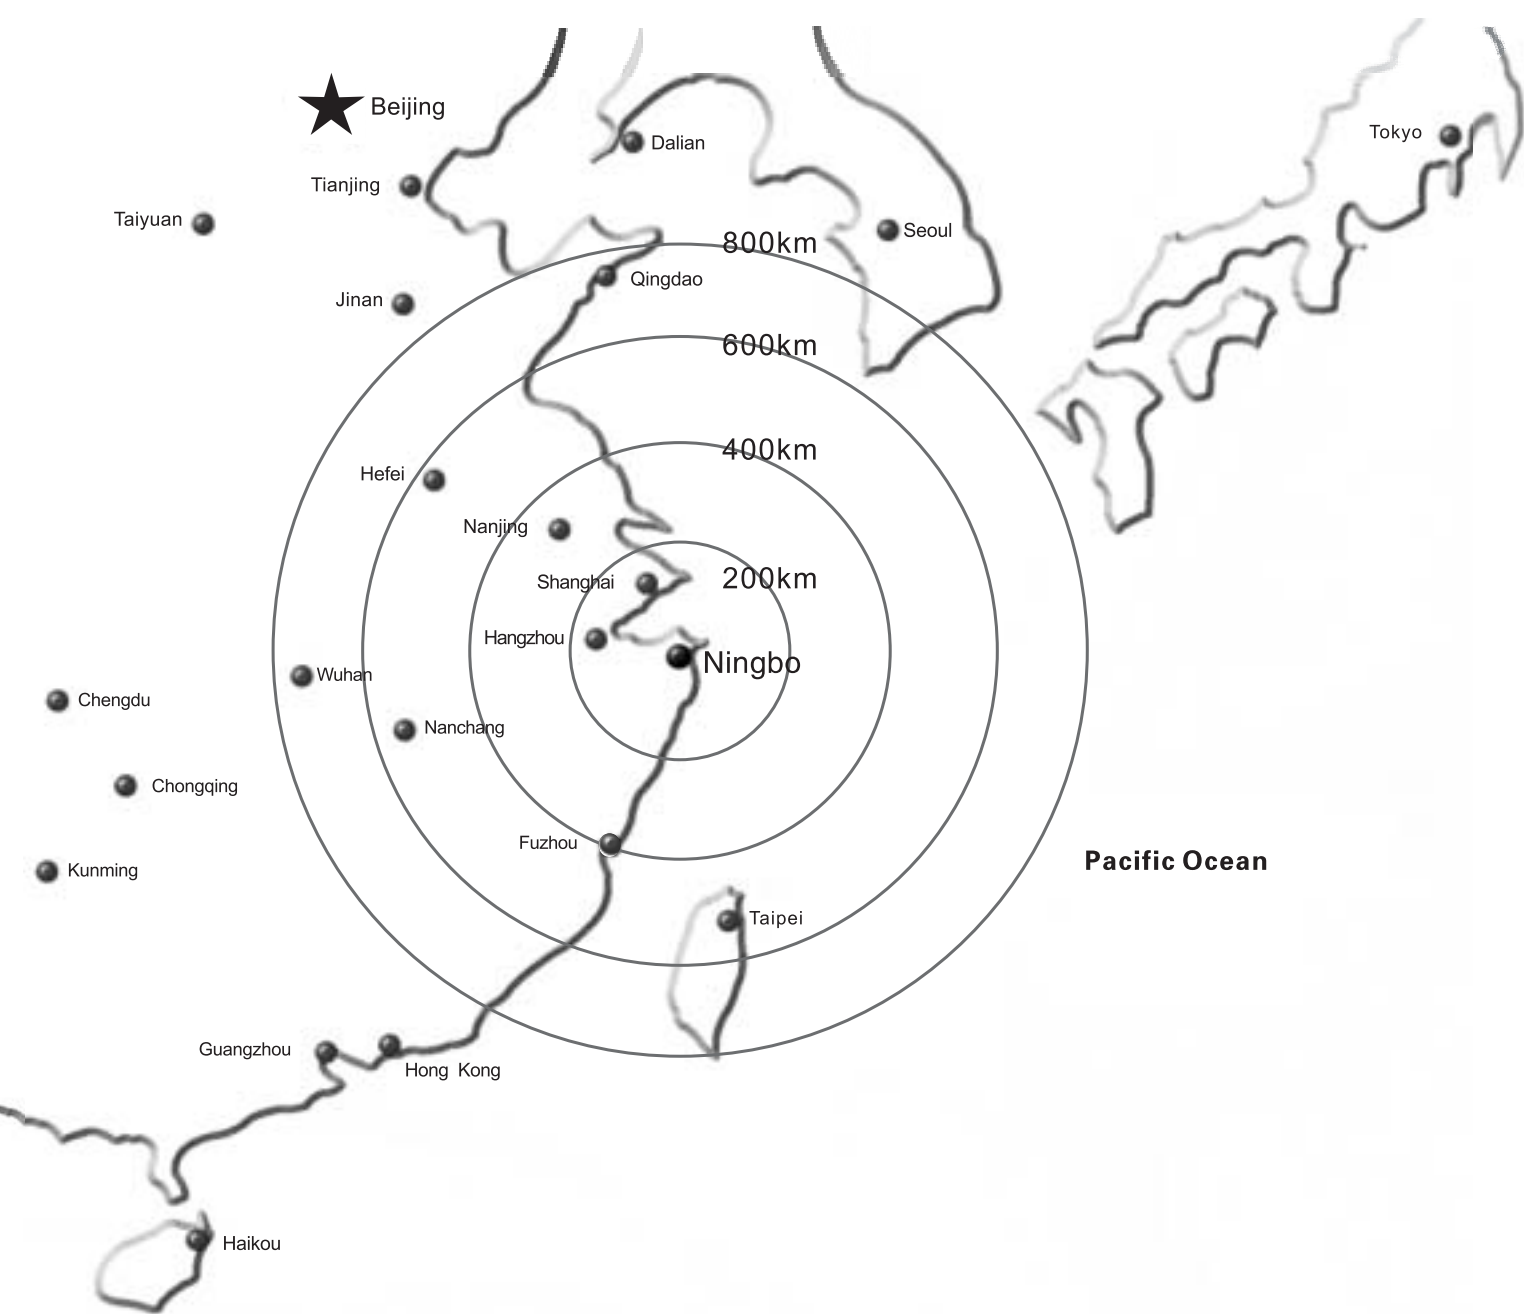 Beijing
Tokyo
Dalian
Tianjing
Taiyuan
Seoul
800km
Qingdao
Jinan
600km
400km
Hefei
Nanjing
200km
Shanghai
Hangzhou
Ningbo
Wuhan
Chengdu
Nanchang
Chongqing
Fuzhou
Pacific Ocean
Kunming
Taipei
Guangzhou
Hong Kong
Haikou